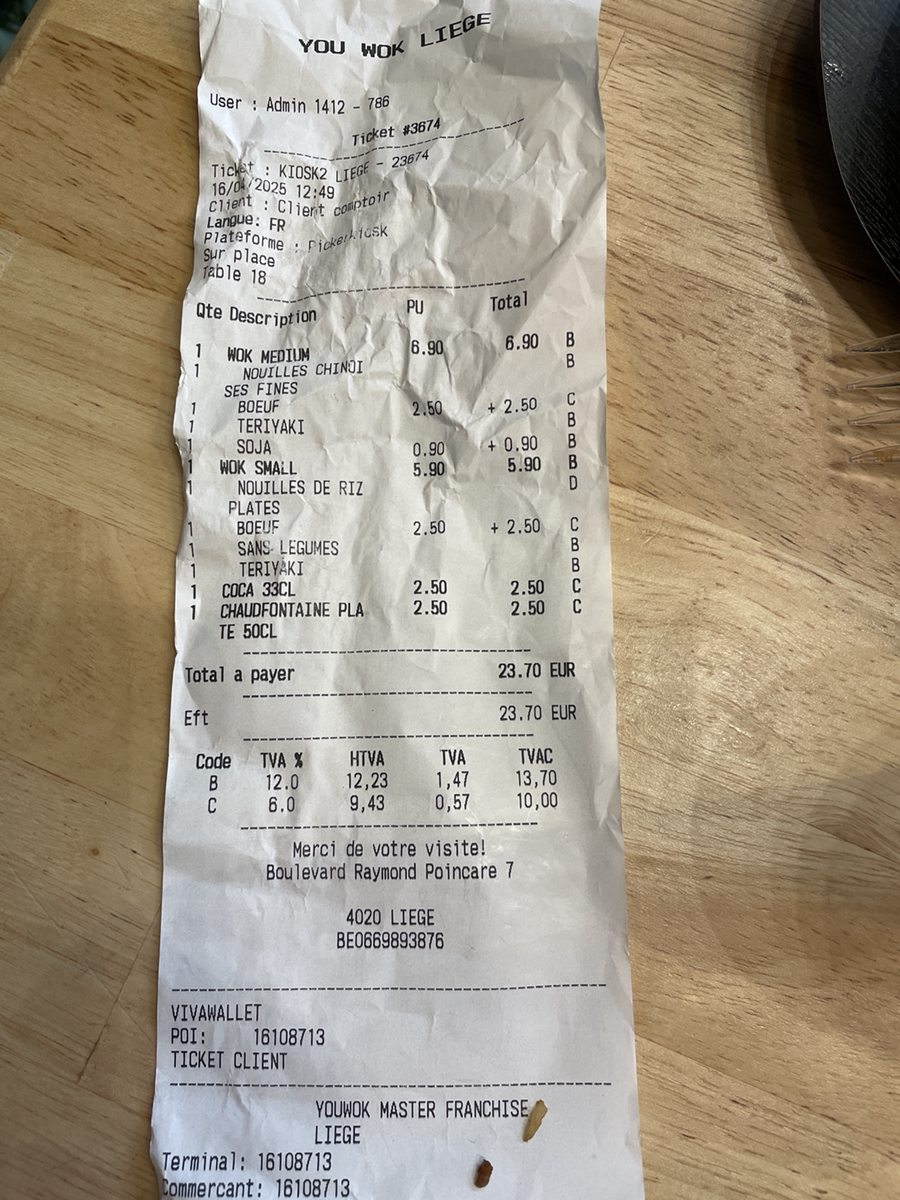 YOU WOK LIEGE
User : Admin 1412 - 786
Ticket #3674
Ticket : KIOSK2 LIEGE - 23674
16/04/2025 12:49
Client : Client comptoir
Langue: FR
Plateforme :
Sur place
Table 18
Qte Description PU Total
1 WOK MEDIUM 6.90 6.90 B
1 NOUILLES CHINOI B
SES FINES
1 BOEUF 2.50 + 2.50 C
1 TERIYAKI B
1 SOJA 0.90 + 0.90 B
1 WOK SMALL 5.90 5.90 B
1 NOUILLES DE RIZ D
PLATES
1 BOEUF 2.50 + 2.50 C
1 SANS LEGUMES B
1 TERIYAKI B
1 COCA 33CL 2.50 2.50 C
1 CHAUDFONTAINE PLA 2.50 2.50 C
TE 50CL
Total a payer 23.70 EUR
Eft 23.70 EUR
Code TVA % HTVA TVA TVAC
B 12.0 12,23 1,47 13,70
C 6.0 9,43 0,57 10,00
Merci de votre visite!
Boulevard Raymond Poincare 7
4020 LIEGE
BE0669893876
VIVAWALLET
POI: 16108713
TICKET CLIENT
YOUWOK MASTER FRANCHISE
LIEGE
Terminal: 16108713
Commercant: 16108713